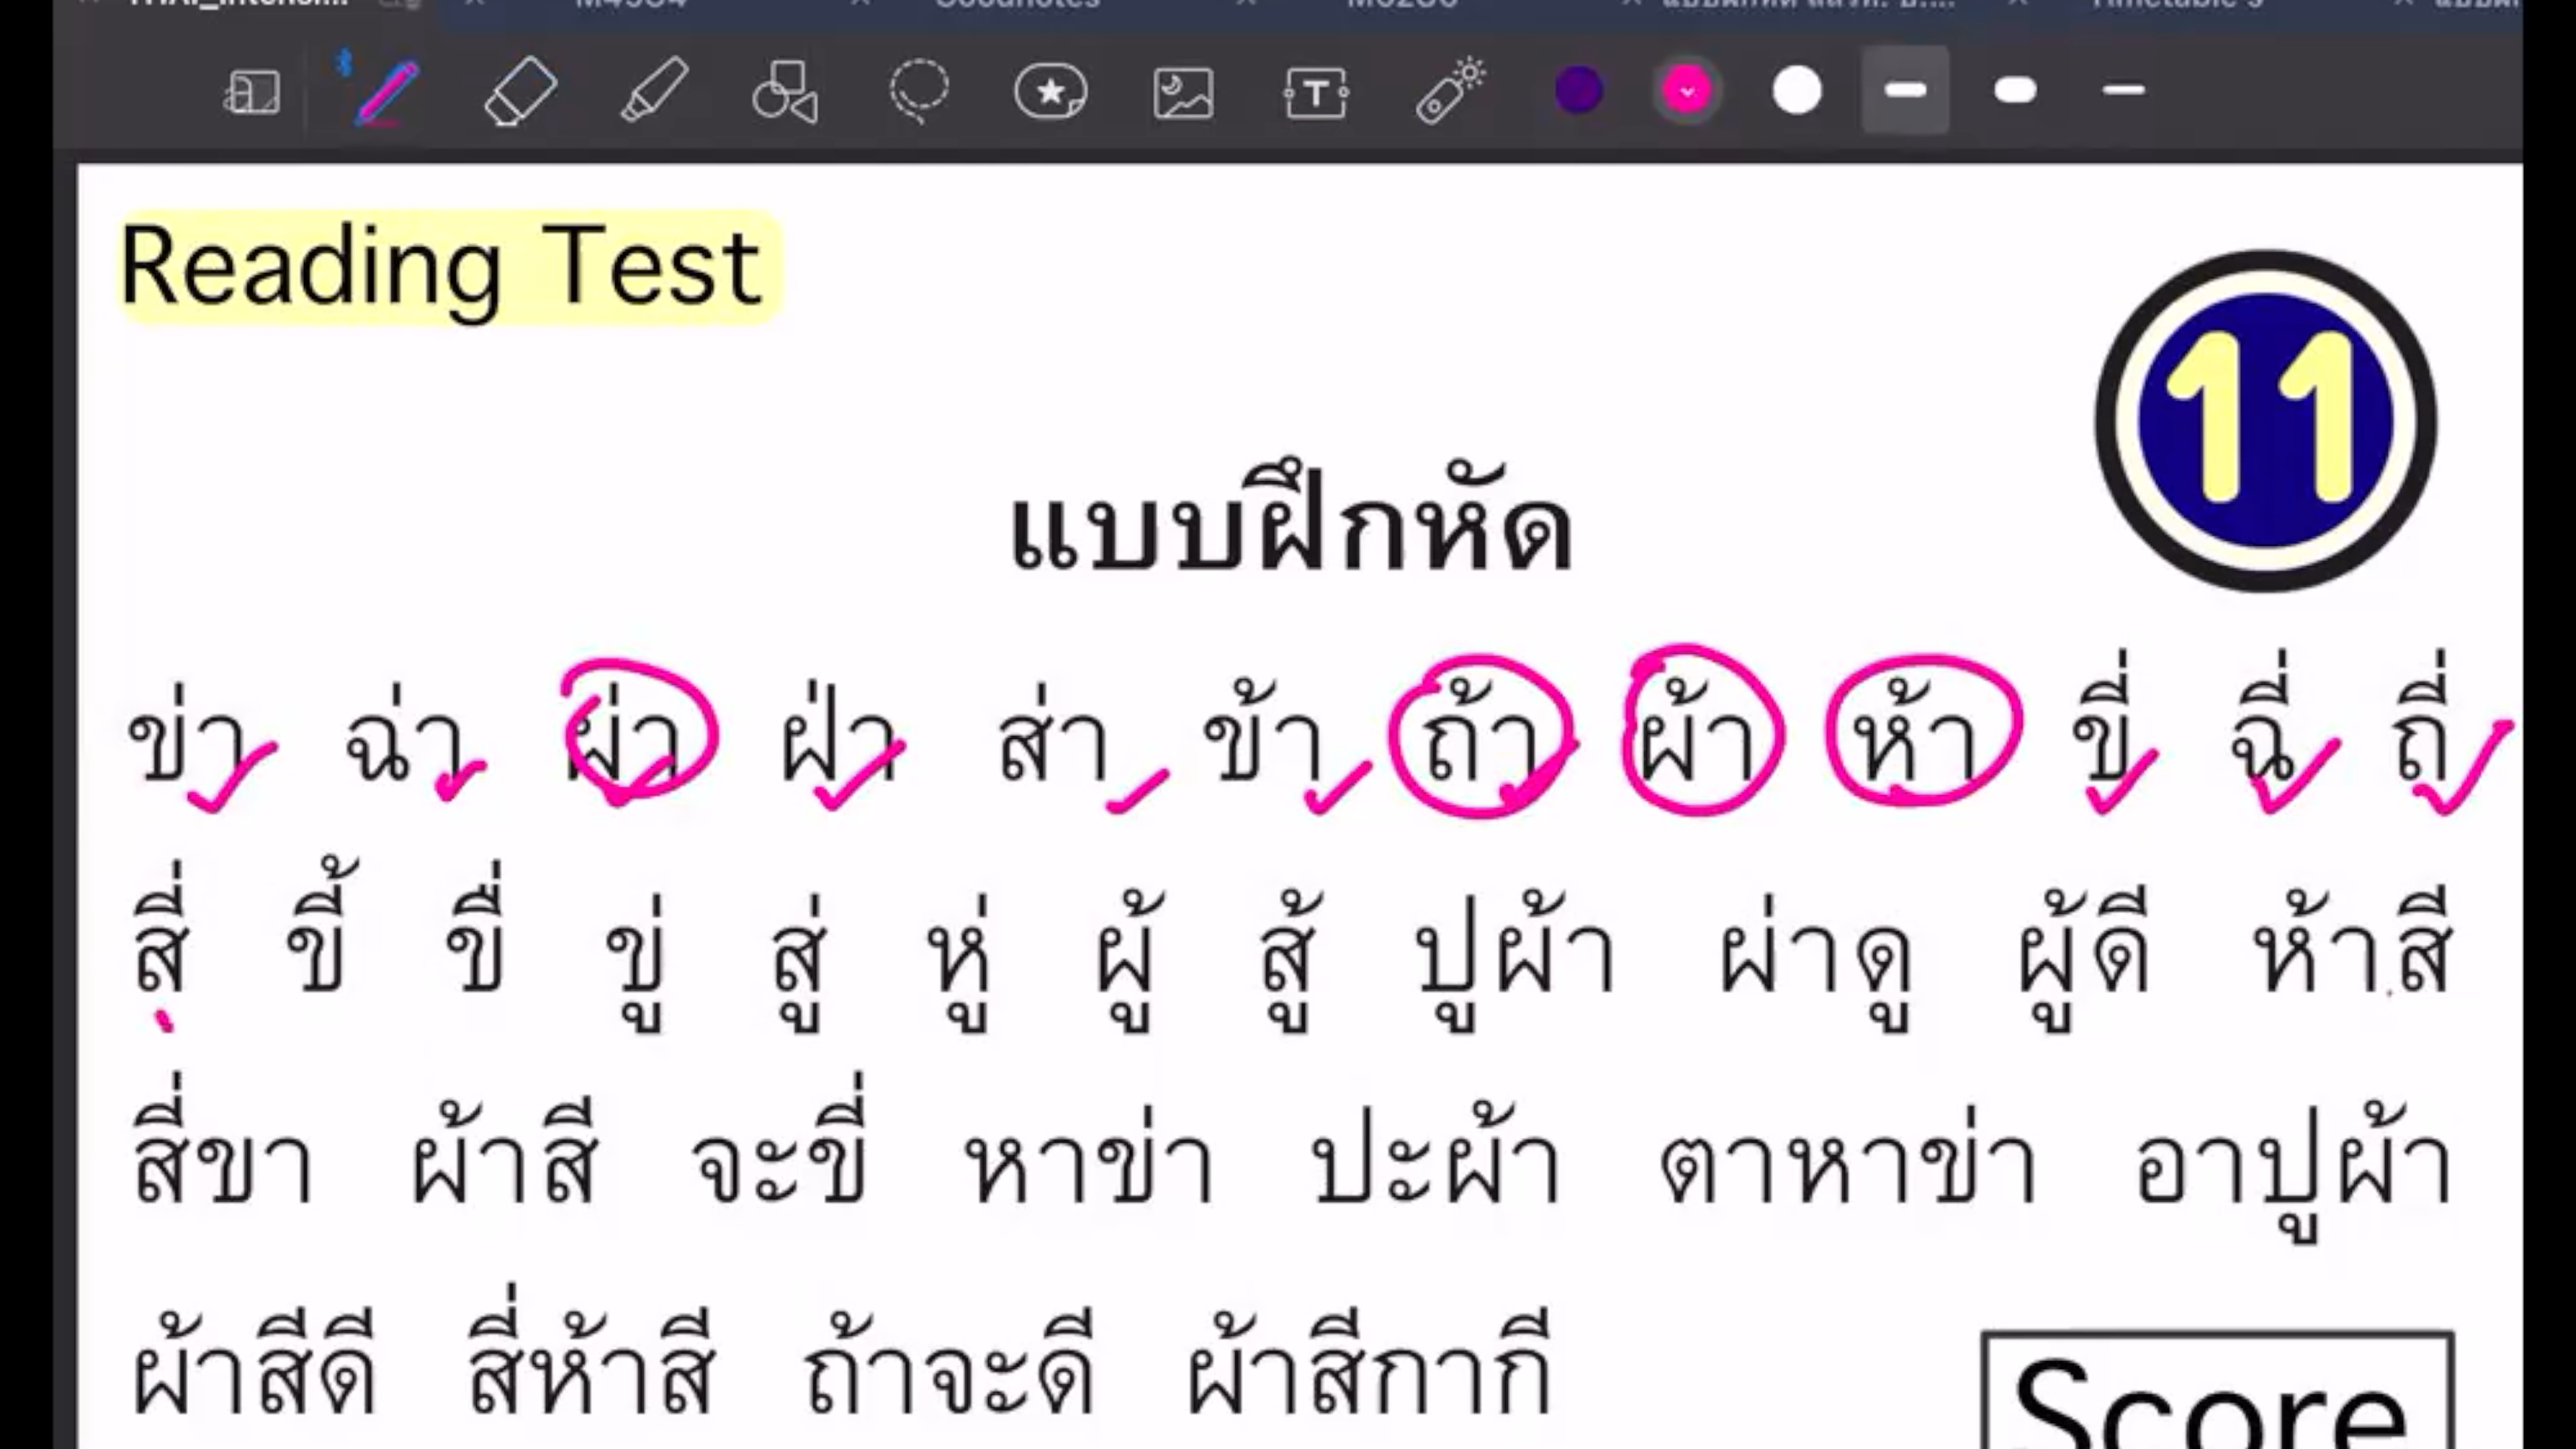 Reading Test
11
แบบฝึกหัด
ข่า ฉ่า ผ่า ฝ่า ส่า ข้า ถ้า ผ้า ห้า ขี่ ฉี่ ถี่
สี่ ขี้ ขื่ ขู่ สู่ หู่ ผู้ สู้ ปูผ้า ผ่าดู ผู้ดี ห้าสี
สี่ขา ผ้าสี จะขี่ หาข่า ปะผ้า ตาหาข่า อาปูผ้า
ผ้าสีดี สี่ห้าสี ถ้าจะดี ผ้าสีกากี
Score